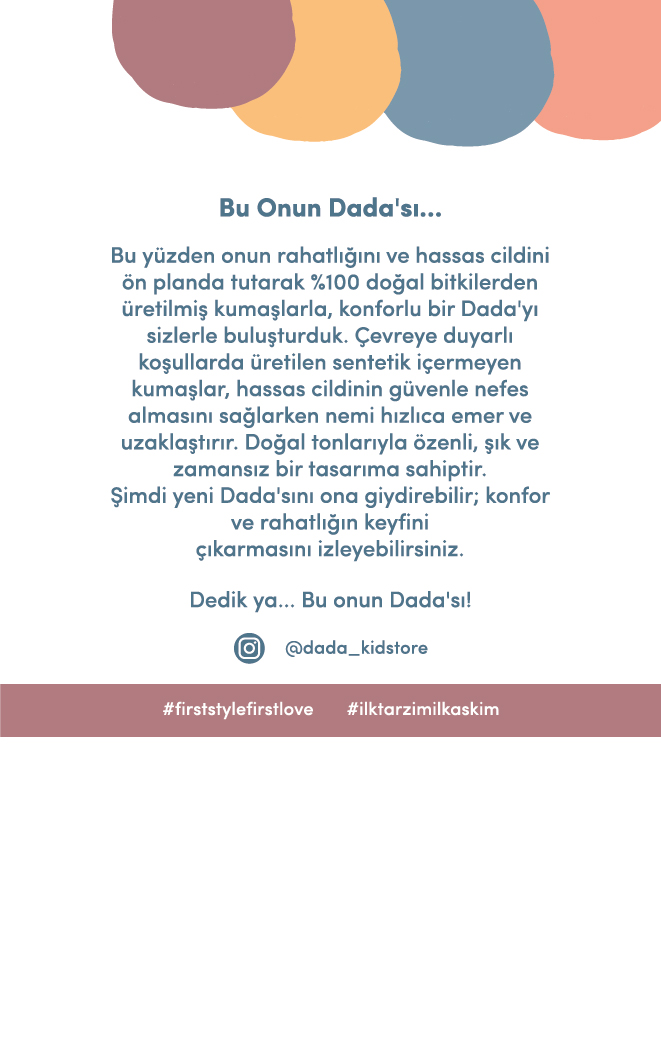 Bu Onun Dada'sı...
Bu yüzden onun rahatlığını ve hassas cildini
ön planda tutarak %100 doğal bitkilerden
üretilmiş kumaşlarla, konforlu bir Dada'yı
sizlerle buluşturduk. Çevreye duyarlı
koşullarda üretilen sentetik içermeyen
kumaşlar, hassas cildinin güvenle nefes
almasını sağlarken nemi hızlıca emer ve
uzaklaştırır. Doğal tonlarıyla özenli, şık ve
zamansız bir tasarıma sahiptir.
Şimdi yeni Dada'sını ona giydirebilir; konfor
ve rahatlığın keyfini
çıkarmasını izleyebilirsiniz.
Dedik ya... Bu onun Dada'sı!
@dada_kidstore
#firststylefirstlove #ilktarzimilkaskim